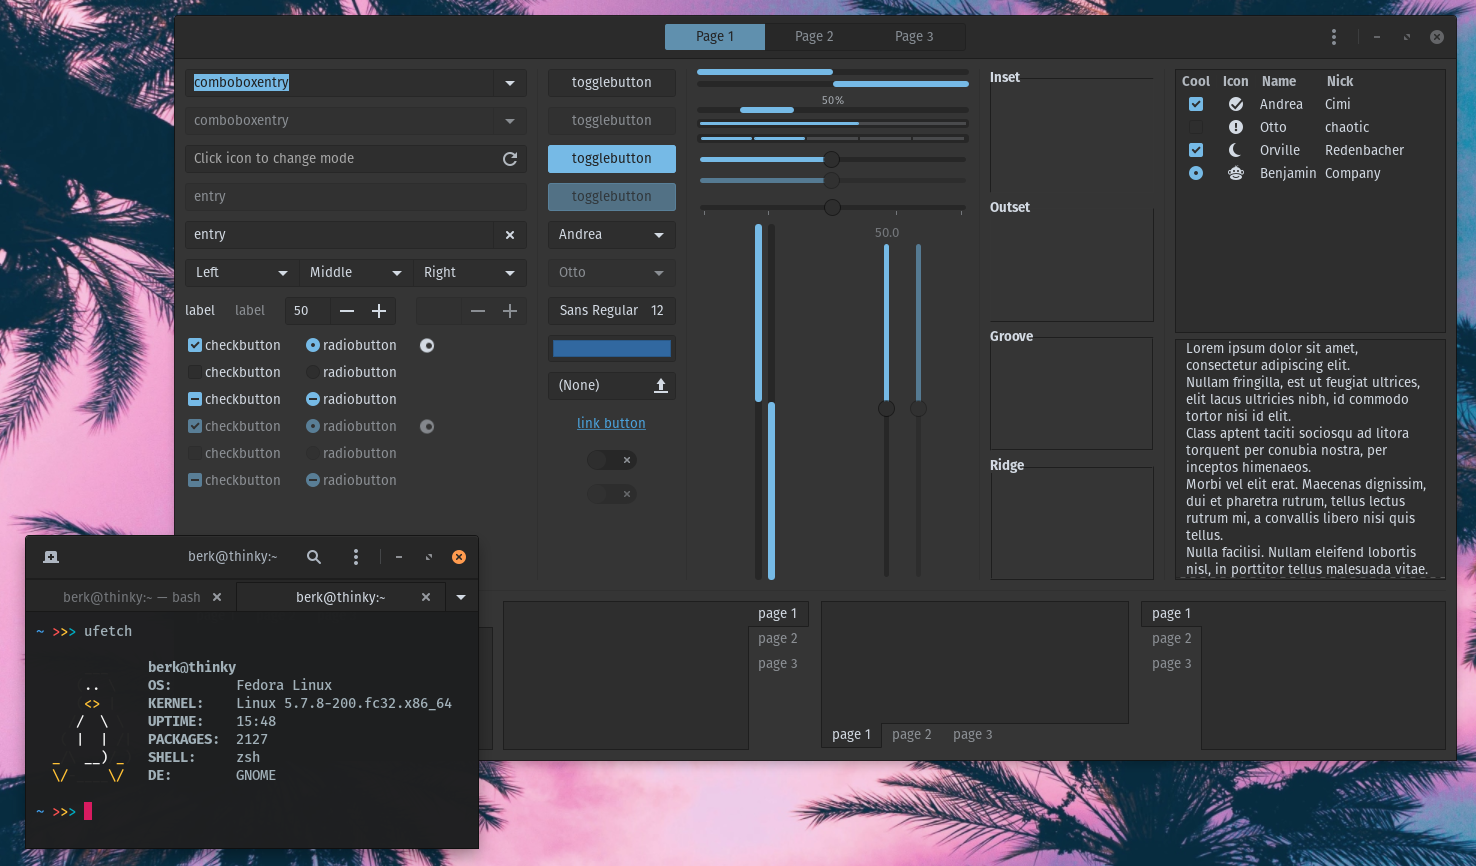 Page 1 Page 2 Page 3
comboboxentry
comboboxentry
Click icon to change mode
entry
entry
Left Middle Right
label label 50
checkbutton radiobutton
checkbutton radiobutton
checkbutton radiobutton
checkbutton radiobutton
checkbutton radiobutton
checkbutton radiobutton
togglebutton
togglebutton
togglebutton
togglebutton
Andrea
Otto
Sans Regular 12
(None)
link button
50%
50.0
Inset
Outset
Groove
Ridge
Cool Icon Name Nick
Andrea Cimi
Otto chaotic
Orville Redenbacher
Benjamin Company
Lorem ipsum dolor sit amet,
consectetur adipiscing elit.
Nullam fringilla, est ut feugiat ultrices,
elit lacus ultricies nibh, id commodo
tortor nisi id elit.
Class aptent taciti sociosqu ad litora
torquent per conubia nostra, per
inceptos himenaeos.
Morbi vel elit erat. Maecenas dignissim,
dui et pharetra rutrum, tellus lectus
rutrum mi, a convallis libero nisi quis
tellus.
Nulla facilisi. Nullam eleifend lobortis
nisl, in porttitor tellus malesuada vitae.
page 1
page 2
page 3
page 1 page 2 page 3
page 1
page 2
page 3
berk@thinky:~
berk@thinky:~ — bash berk@thinky:~
~ >>> ufetch
berk@thinky
OS: Fedora Linux
KERNEL: Linux 5.7.8-200.fc32.x86_64
UPTIME: 15:48
PACKAGES: 2127
SHELL: zsh
DE: GNOME
~ >>>